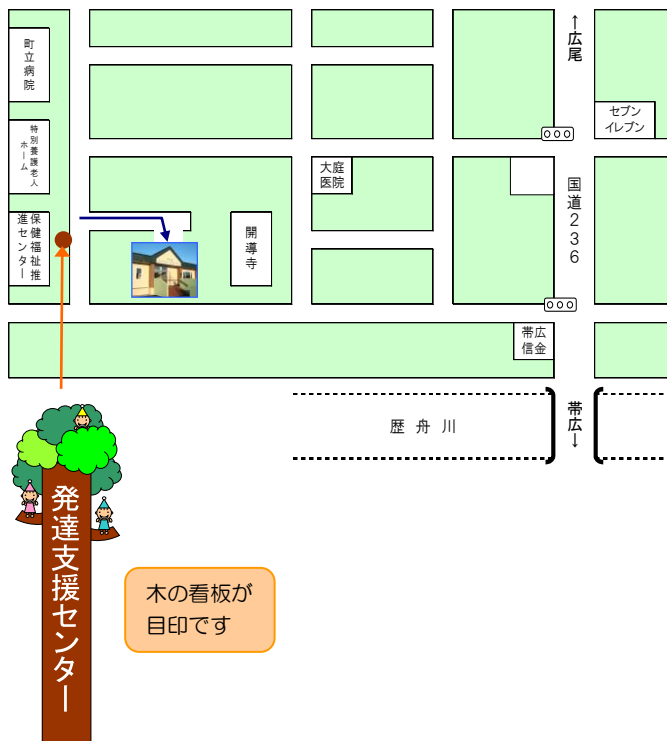 ↑広尾
町立病院
セブン
イレブン
特別養護老人
ホーム
大庭
医院
国道236
保健福祉推
進センター
開導寺
帯広
信金
歴舟川
帯広→
発達支援センター
木の看板が
目印です